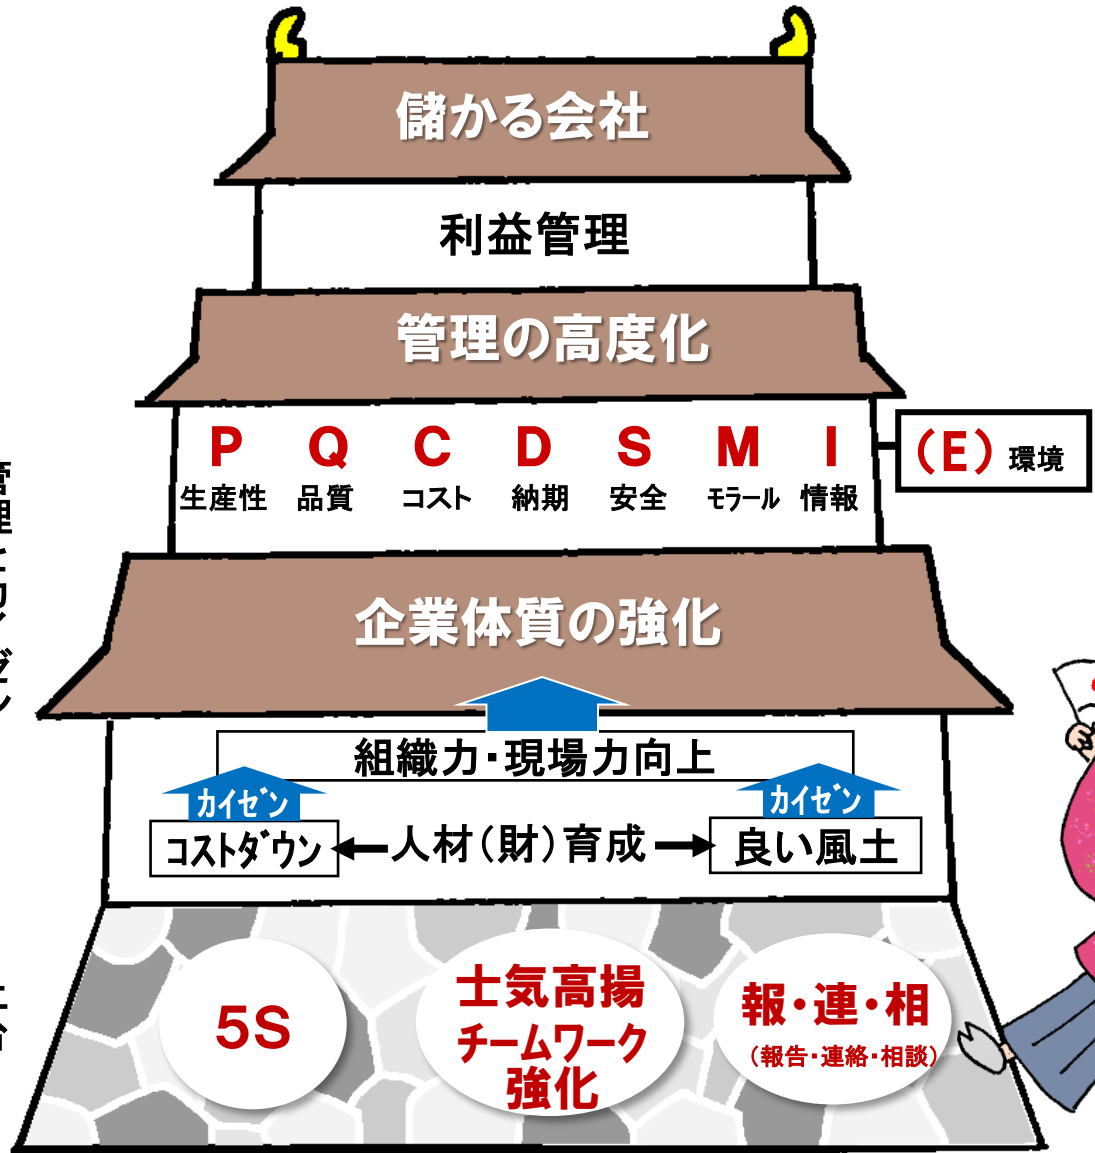 儲かる会社
利益管理
管理の高度化
P Q C D S M I
生産性 品質 コスト 納期 安全 モラール 情報
(E) 環境
企業体質の強化
組織力・現場力向上
カイゼン カイゼン
コストダウン 人材(財)育成 良い風土
5S
士気高揚
チームワーク
強化
報・連・相
(報告・連絡・相談)